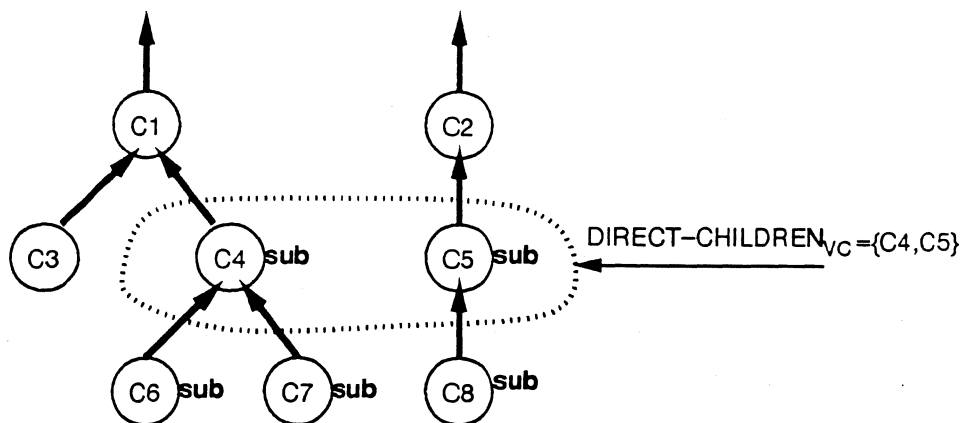 C1 C2
C3 C4 sub C5 sub DIRECT–CHILDREN VC={C4,C5}
C6 sub C7 sub C8 sub